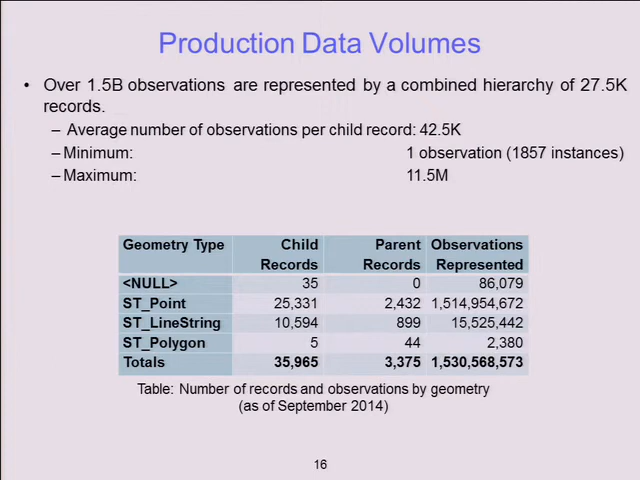 Production Data Volumes
• Over 1.5B observations are represented by a combined hierarchy of 27.5K
records.
– Average number of observations per child record: 42.5K
– Minimum: 1 observation (1857 instances)
– Maximum: 11.5M
Geometry Type Child Records Parent Records Observations Represented
<NULL> 35 0 86,079
ST_Point 25,331 2,432 1,514,954,672
ST_LineString 10,594 899 15,525,442
ST_Polygon 5 44 2,380
Totals 35,965 3,375 1,530,568,573
Table: Number of records and observations by geometry
(as of September 2014)
16